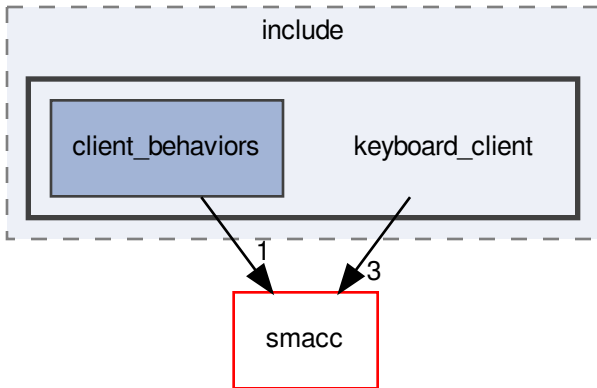 include
client_behaviors
keyboard_client
1
3
smacc